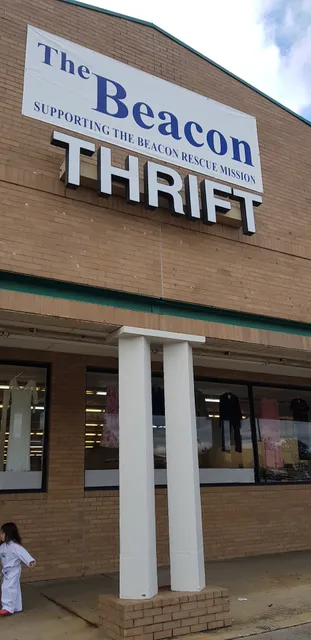 The
Beacon
SUPPORTING THE BEACON RESCUE MISSION
THRIFT